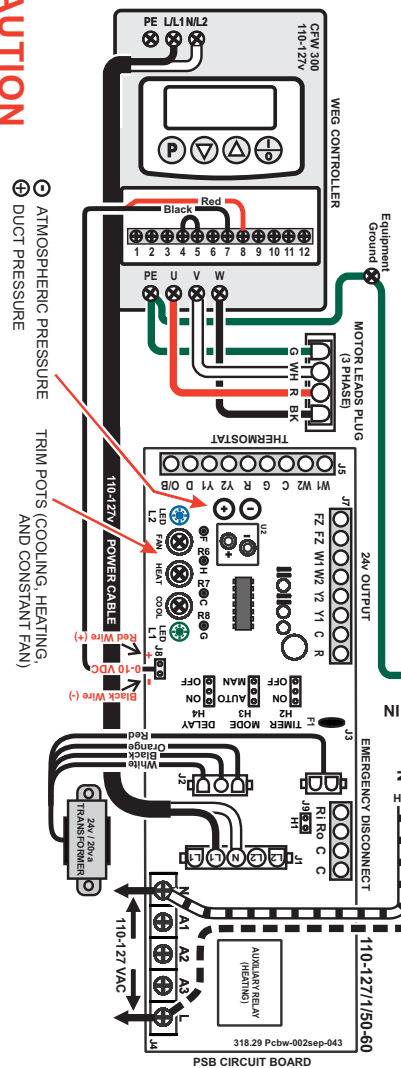 CAUTION
PE L/L1 N/L2
CFW 300
110-127v
WEG CONTROLLER
P
Red
Black
1 2 3 4 5 6 7 8 9 10 11 12
PE U V W
Equipment
Ground
G WH R BK
MOTOR LEADS PLUG
(3 PHASE)
⊖ ATMOSPHERIC PRESSURE
⊕ DUCT PRESSURE
TRIM POTS (COOLING, HEATING,
AND CONSTANT FAN)
110-127v POWER CABLE
THERMOSTAT
J5
O/B D Y1 Y2 R G C W2 W1
J7
FZ FZ W1 W2 Y2 Y1 C R
24v OUTPUT
U2
L2
LED
FAN
HEAT
COOL
LED
L1
F
R6
H
R7
C
R8
G
J8
+
-
Red Wire (+)
0-10 VDC
Black Wire (-)
OFF ON
H4
DELAY
MAN AUTO
H3
MODE
OFF ON
H2
TIMER
F1
J3
EMERGENCY DISCONNECT
Ri Ro C C
J9
H1
Red
Orange
Black
White
J2
24v / 20va
TRANSFORMER
J1
L1 L1 N L2 L2
N A1 A2 A3 L
J4
110-127 VAC
AUXILIARY RELAY
(HEATING)
318.29 Pcbw-002sep-043
PSB CIRCUIT BOARD
110-127/1/50-60